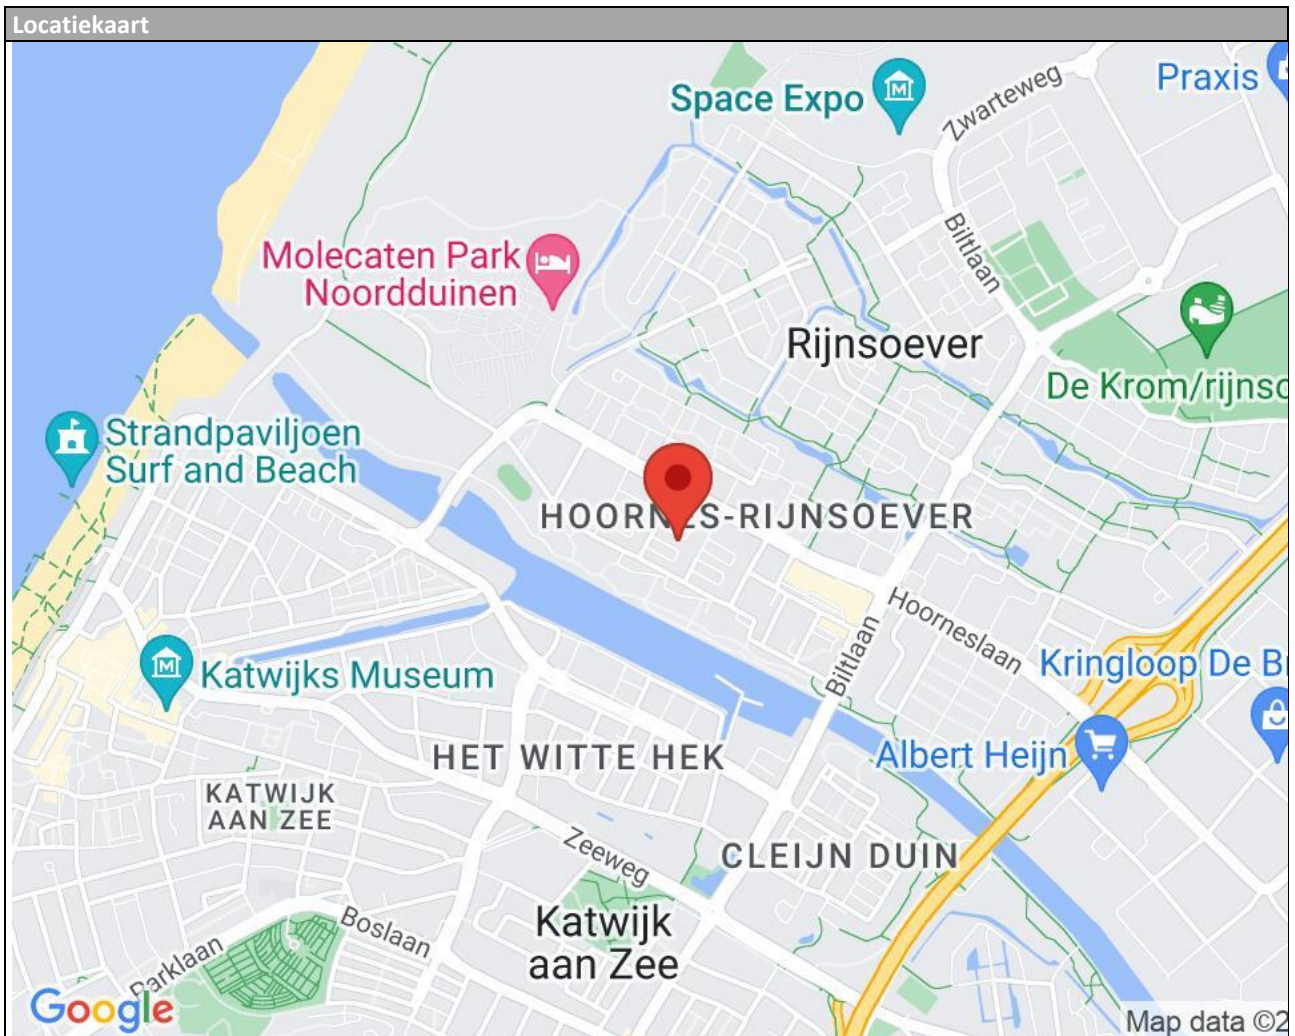 Locatiekaart
Space Expo
Zwarteweg
Praxis
Biltlaan
Molecaten Park
Noordduinen
Rijnsoever
De Krom/rijnso
Strandpaviljoen
Surf and Beach
HOORNES-RIJNSOEVER
Hoorneslaan
Biltlaan
Kringloop De B
Katwijks Museum
HET WITTE HEK
Albert Heijn
KATWIJK
AAN ZEE
Zeeweg
CLEIJN DUIN
Katwijk
aan Zee
Boslaan
Parklaan
Google
Map data ©2